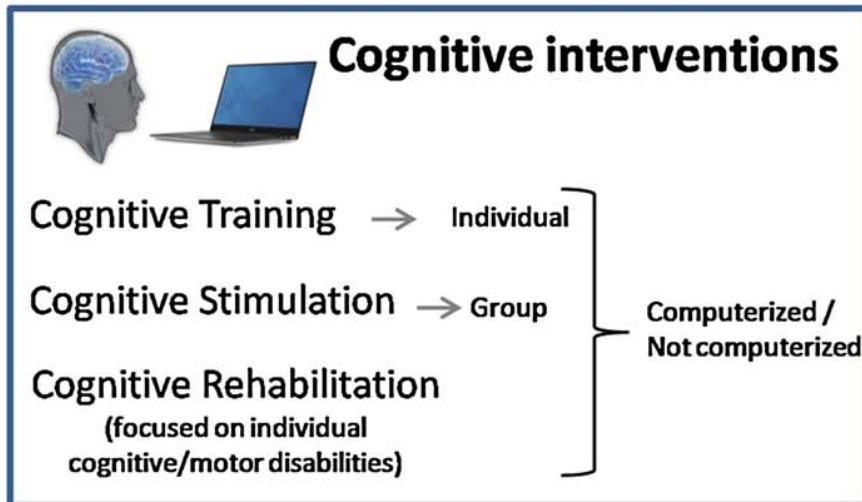 Cognitive interventions
Cognitive Training → Individual
Cognitive Stimulation → Group
Cognitive Rehabilitation
(focused on individual
cognitive/motor disabilities)
Computerized /
Not computerized